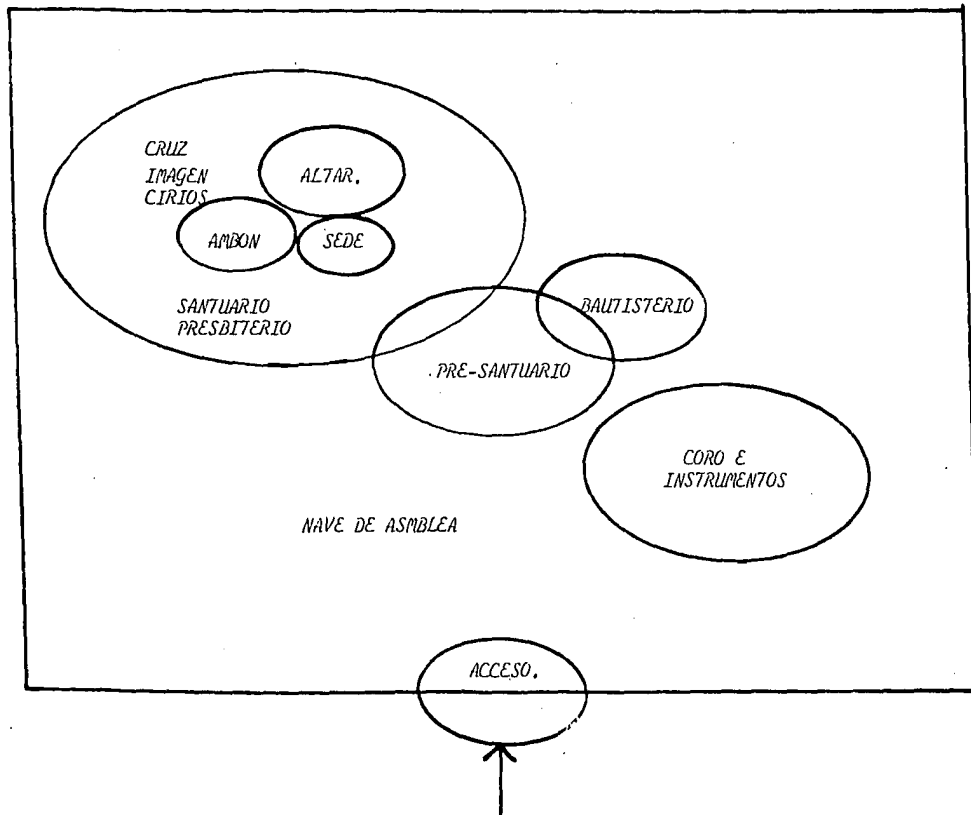 CRUZ
IMAGEN
CIRIOS
ALTAR.
AMBON
SEDE
SANTUARIO
PRESBITERIO
BAUTISTERIO
PRE-SANTUARIO
CORO E
INSTRUMENTOS
NAVE DE ASMBLEA
ACCESO.